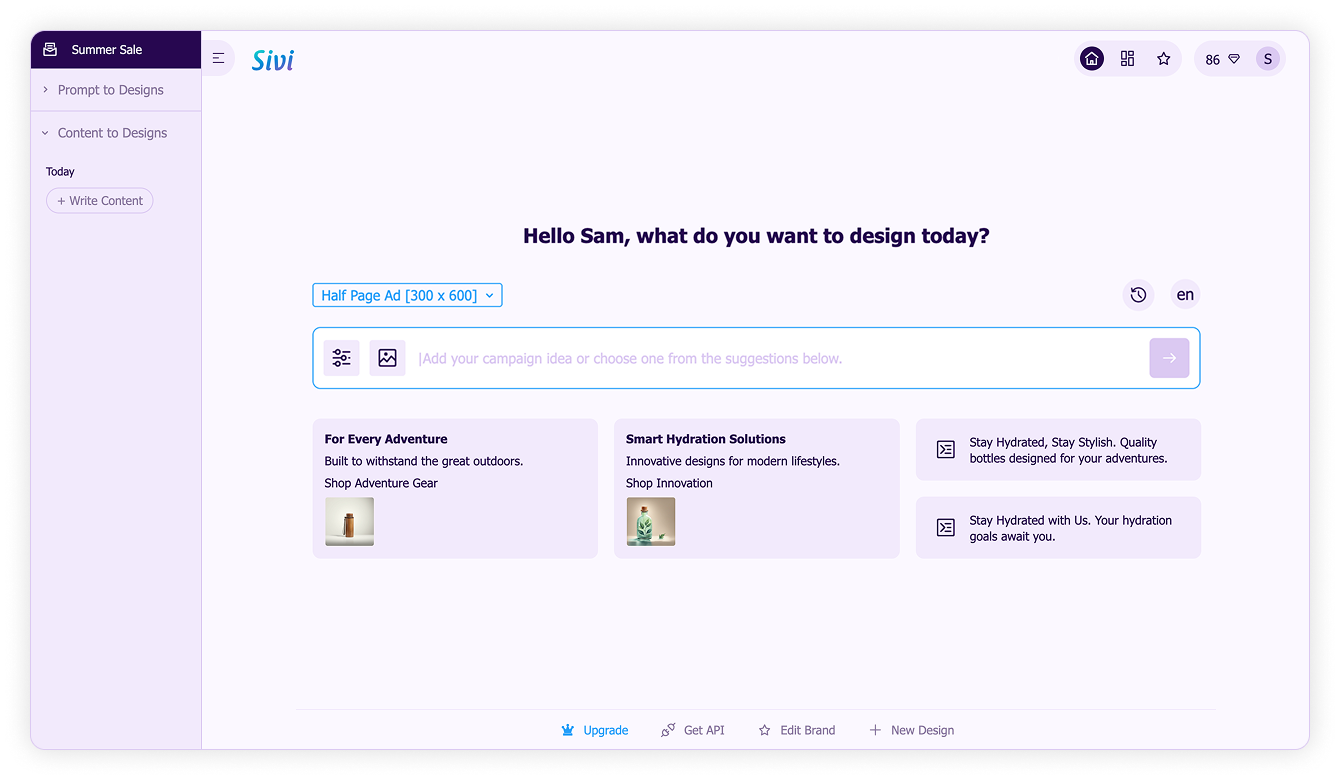 Summer Sale
Prompt to Designs
Content to Designs
Today
+ Write Content
Sivi
86
S
Hello Sam, what do you want to design today?
Half Page Ad [300 x 600]
en
Add your campaign idea or choose one from the suggestions below.
For Every Adventure
Built to withstand the great outdoors.
Shop Adventure Gear
Smart Hydration Solutions
Innovative designs for modern lifestyles.
Shop Innovation
Stay Hydrated, Stay Stylish. Quality
bottles designed for your adventures.
Stay Hydrated with Us. Your hydration
goals await you.
Upgrade
Get API
Edit Brand
New Design